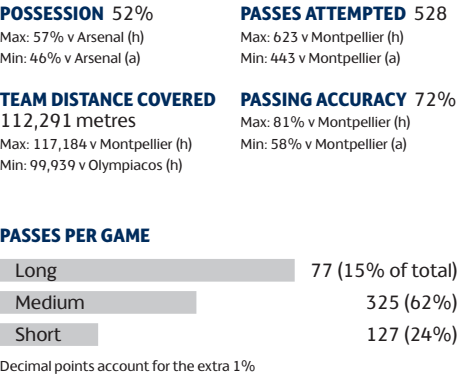 POSSESSION 52%
Max: 57% v Arsenal (h)
Min: 46% v Arsenal (a)
PASSES ATTEMPTED 528
Max: 623 v Montpellier (h)
Min: 443 v Montpellier (a)
TEAM DISTANCE COVERED
112,291 metres
Max: 117,184 v Montpellier (h)
Min: 99,939 v Olympiacos (h)
PASSING ACCURACY 72%
Max: 81% v Montpellier (h)
Min: 58% v Montpellier (a)
PASSES PER GAME
Long 77 (15% of total)
Medium 325 (62%)
Short 127 (24%)
Decimal points account for the extra 1%